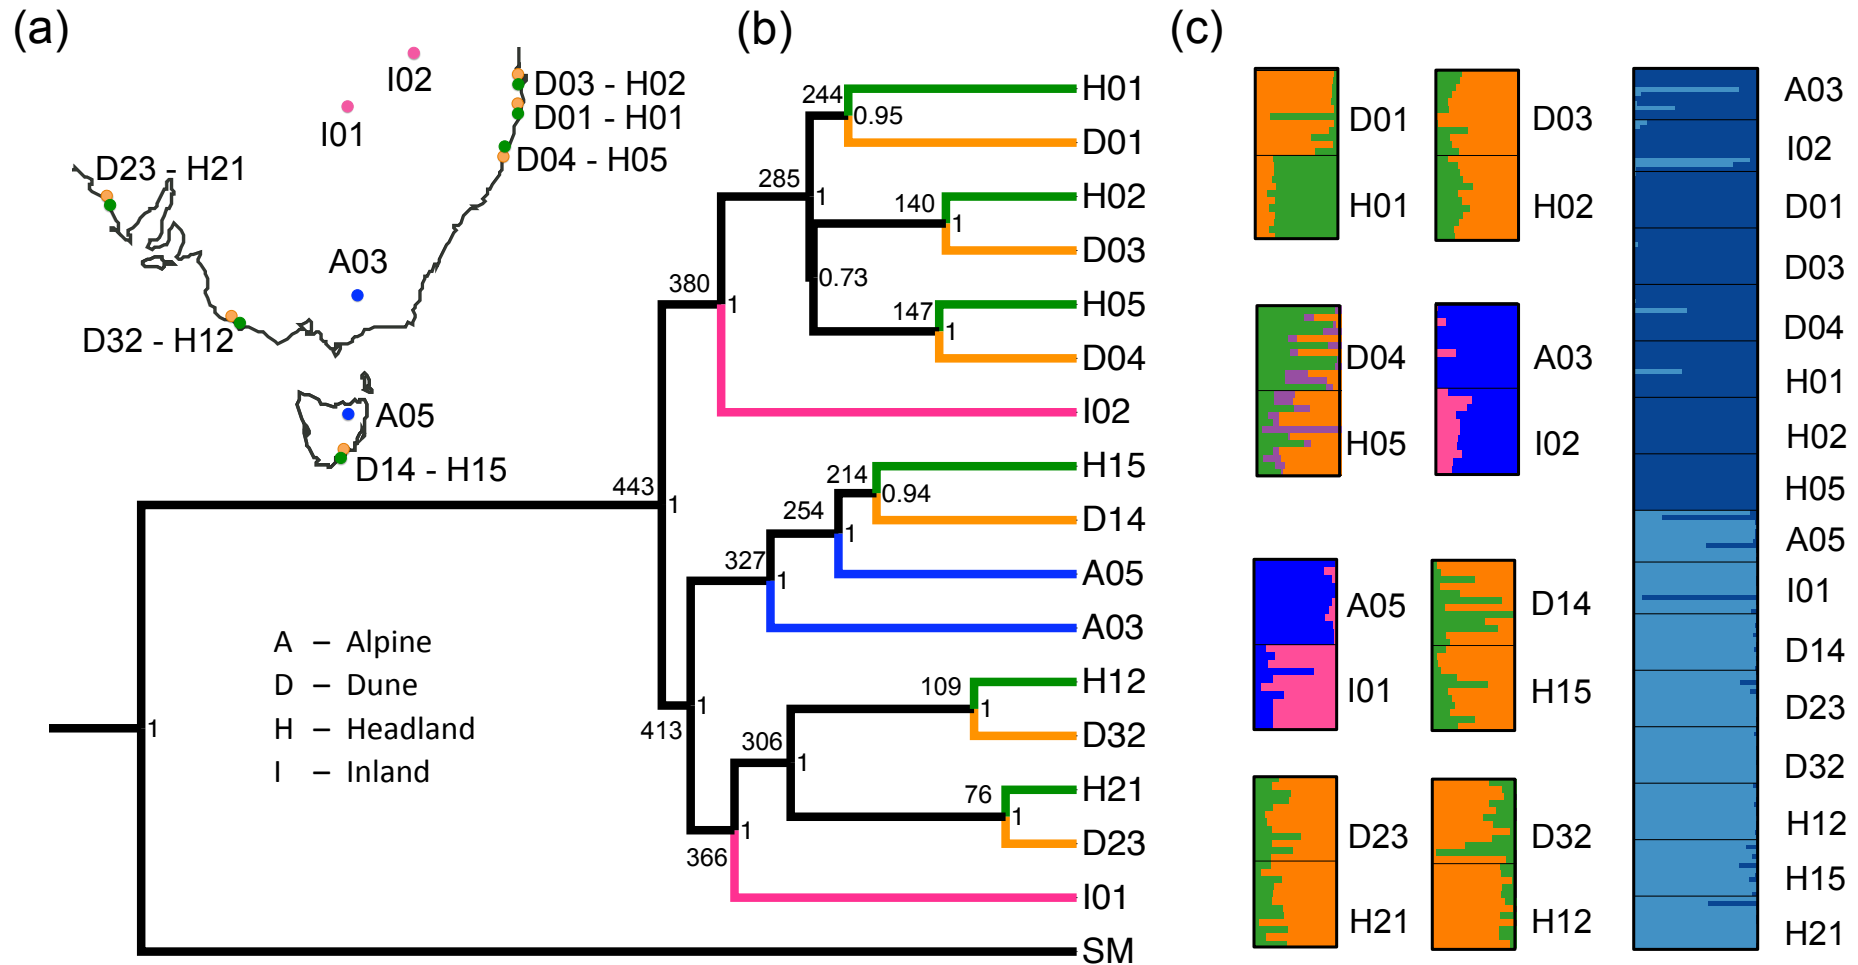 (a)
I02
D03 - H02
I01
D01 - H01
D04 - H05
D23 - H21
A03
D32 - H12
A05
D14 - H15
A – Alpine
D – Dune
H – Headland
I – Inland
(b)
244
0.95
H01
D01
285
1
140
1
H02
D03
0.73
380
1
147
1
H05
D04
I02
443
1
214
0.94
H15
D14
254
1
A05
327
1
A03
413
1
109
1
H12
D32
306
1
76
1
H21
D23
366
1
I01
1
SM
(c)
D01
H01
D03
H02
D04
H05
A03
I02
A05
I01
D14
H15
D23
H21
D32
H12
A03
I02
D01
D03
D04
H01
H02
H05
A05
I01
D14
D23
D32
H12
H15
H21